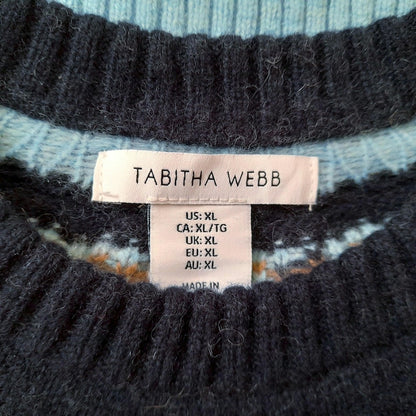 TABITHA WEBB
US: XL
CA: XL/TG
UK: XL
EU: XL
AU: XL
MADE IN